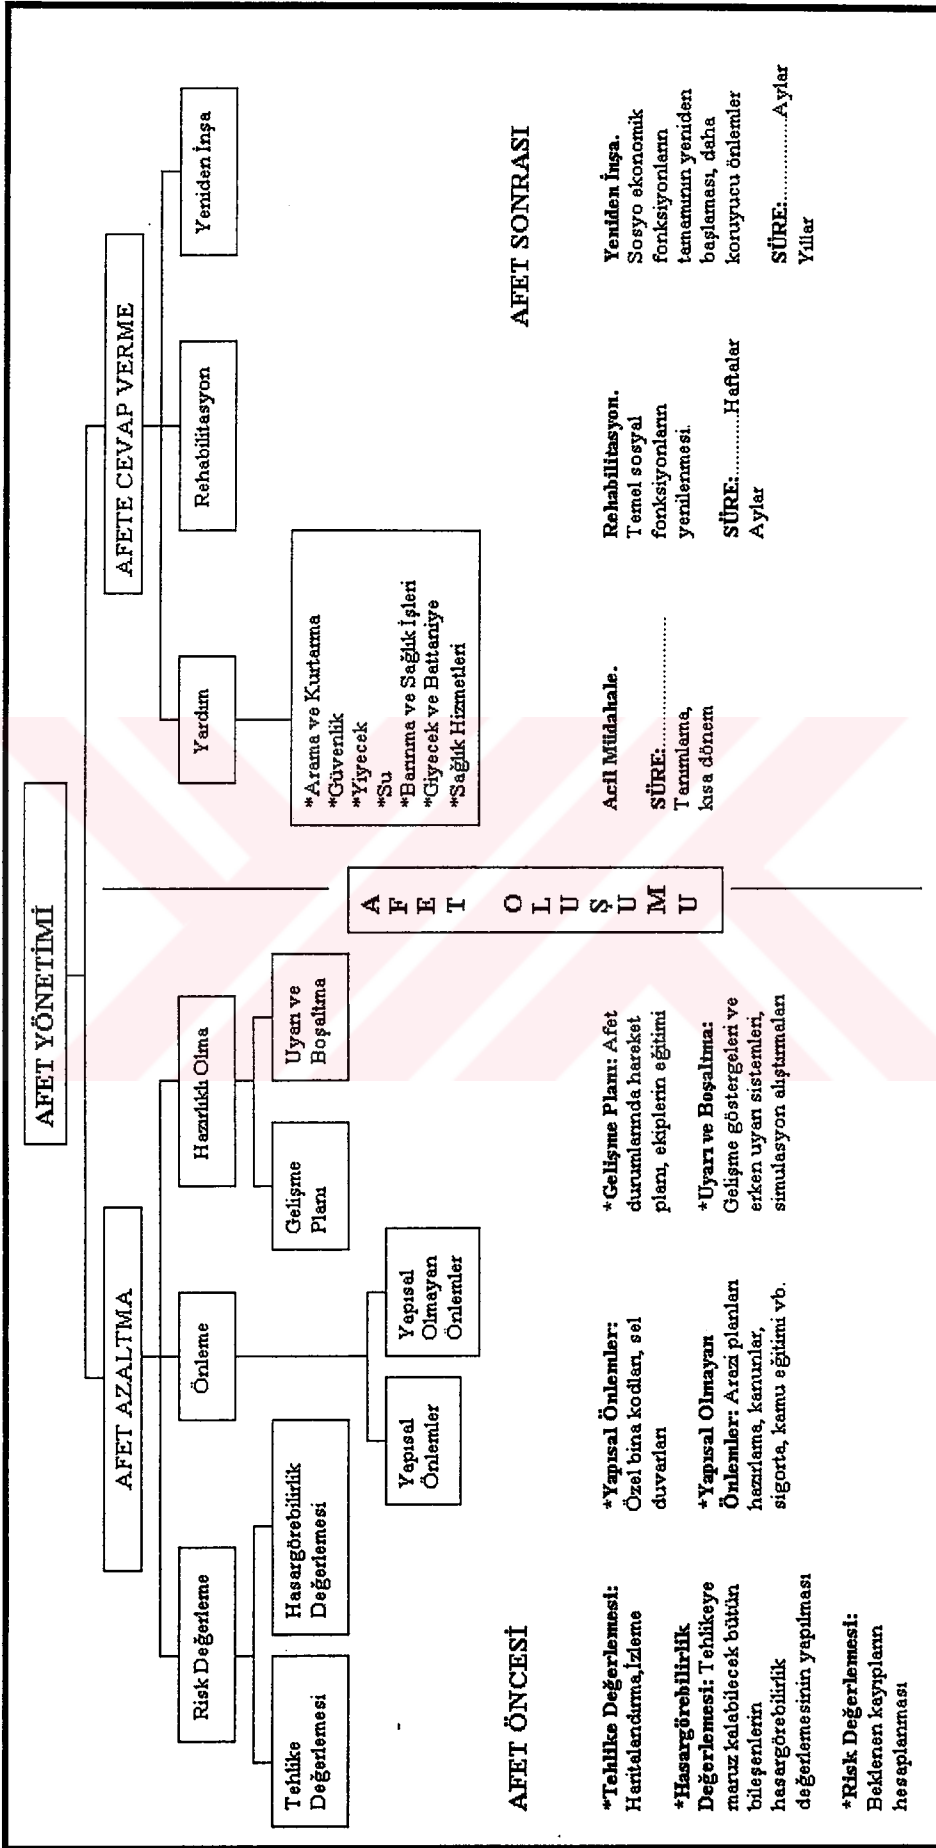 AFET YÖNETİMİ
AFET AZALTMA
AFETE CEVAP VERME
Risk Değerleme
Önleme
Hazırlıklı Olma
Yardım
Rehabilitasyon
Yeniden İnşa
Tehlike
Değerlemesi
Hasargörebilirlik
Değerlemesi
Gelişme
Planı
Uyarı ve
Boşaltma
Yapısal
Önlemler
Yapısal
Olmayan
Önlemler
*Arama ve Kurtarma
*Güvenlik
*Yiyecek
*Su
*Barınma ve Sağlık İşleri
*Giyecek ve Battaniye
*Sağlık Hizmetleri
A
F
E
T
O
L
U
Ş
U
M
U
AFET ÖNCESİ
AFET SONRASI
*Tehlike Değerlemesi:
Haritalandırma,İzleme
*Hasargörebilirlik
Değerlemesi: Tehlikeye
maruz kalabilecek bütün
bileşenlerin
hasargörebilirlik
değerlemesinin yapılması
*Risk Değerlemesi:
Beklenen kayıpların
hesaplanması
*Yapısal Önlemler:
Özel bina kodları, sel
duvarları
*Yapısal Olmayan
Önlemler: Arazi planları
hazırlama, kanunlar,
sigorta, kamu eğitimi vb.
*Gelişme Planı: Afet
durumlarında hareket
planı, ekiplerin eğitimi
*Uyarı ve Boşaltma:
Gelişme göstergeleri ve
erken uyarı sistemleri,
simulasyon alıştırmaları
Acil Müdahale.
SÜRE:................
Tanımlama,
kısa dönem
Rehabilitasyon.
Temel sosyal
fonksiyonların
yenilenmesi.
SÜRE:............Haftalar
Aylar
Yeniden İnşa.
Sosyo ekonomik
fonksiyonların
tamamının yeniden
başlaması, daha
koruyucu önlemler
SÜRE:..............Aylar
Yıllar